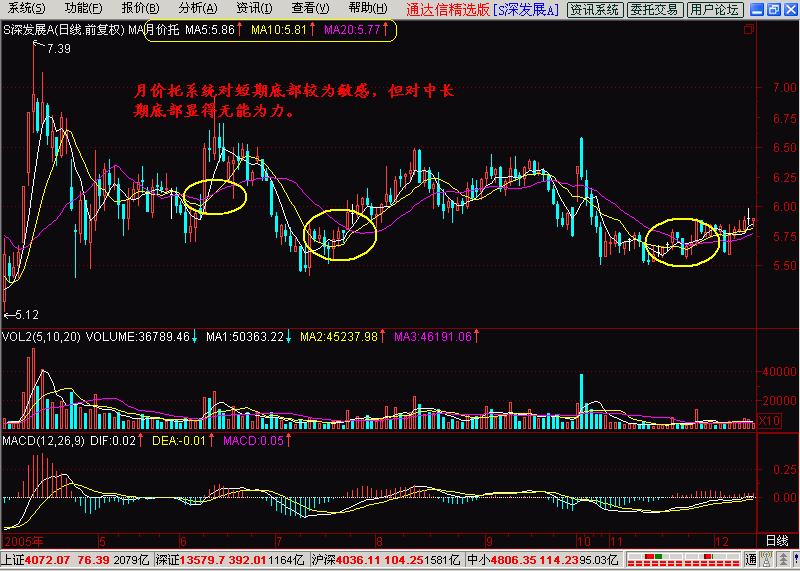 系统(S) 功能(F) 报价(B) 分析(A) 资讯(I) 查看(V) 帮助(H) 通达信精选版 [S深发展A] 资讯系统 委托交易 用户论坛
S深发展A(日线.前复权) MA月价托 MA5:5.86↑ MA10:5.81↑ MA20:5.77↑
←7.39
7.00
月价托系统对短期底部较为敏感，但对中长
期底部显得无能为力。
6.75
6.50
6.25
6.00
5.75
5.50
←5.12
VOL2(5,10,20) VOLUME:36789.46↓ MA1:50363.22↓ MA2:45237.98↑ MA3:46191.06↑
40000
20000
X10
MACD(12,26,9) DIF:0.02↑ DEA:-0.01↑ MACD:0.05↑
0.25
0.00
2005年 5 6 7 8 9 10 11 12 日线
上证4072.07 76.39 2079亿 深证13579.7 392.01 1164亿 沪深4036.11 104.25 1581亿 中小4806.35 114.23 95.03亿 通